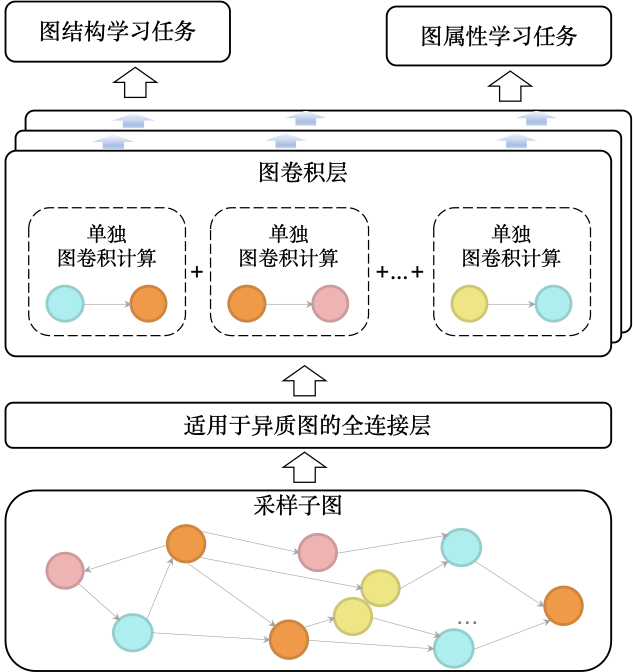 图结构学习任务
图属性学习任务
图卷积层
单独
图卷积计算
+
单独
图卷积计算
+...+
单独
图卷积计算
适用于异质图的全连接层
采样子图
...